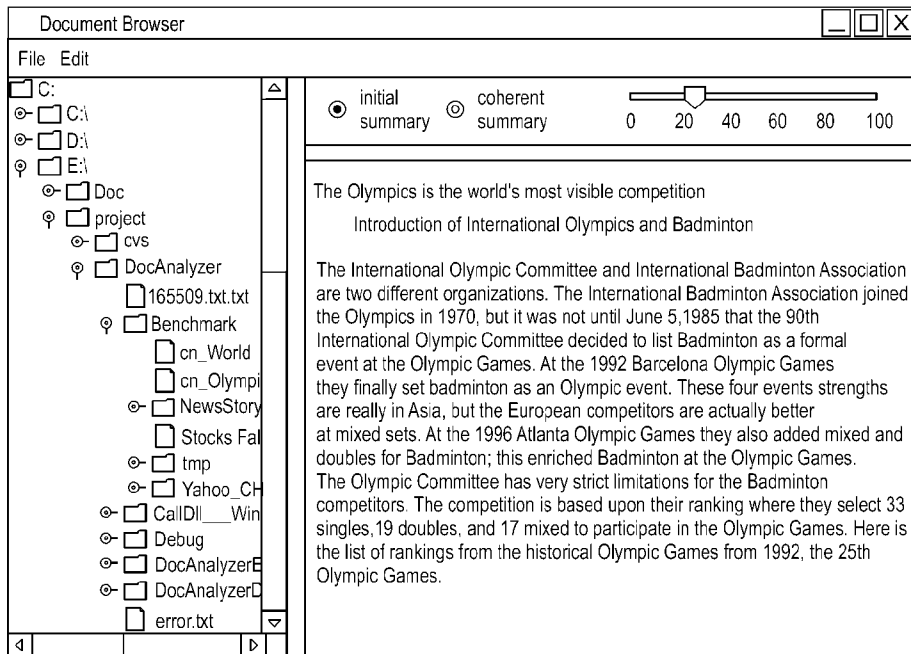 Document Browser
File Edit
C:
C:\
D:\
E:\
Doc
project
cvs
DocAnalyzer
165509.txt.txt
Benchmark
cn_World
cn_Olympi
NewsStory
Stocks Fal
tmp
Yahoo_CH
CallDll___Win
Debug
DocAnalyzerE
DocAnalyzerD
error.txt
initial summary
coherent summary
0 20 40 60 80 100
The Olympics is the world's most visible competition
Introduction of International Olympics and Badminton
The International Olympic Committee and International Badminton Association
are two different organizations. The International Badminton Association joined
the Olympics in 1970, but it was not until June 5,1985 that the 90th
International Olympic Committee decided to list Badminton as a formal
event at the Olympic Games. At the 1992 Barcelona Olympic Games
they finally set badminton as an Olympic event. These four events strengths
are really in Asia, but the European competitors are actually better
at mixed sets. At the 1996 Atlanta Olympic Games they also added mixed and
doubles for Badminton; this enriched Badminton at the Olympic Games.
The Olympic Committee has very strict limitations for the Badminton
competitors. The competition is based upon their ranking where they select 33
singles,19 doubles, and 17 mixed to participate in the Olympic Games. Here is
the list of rankings from the historical Olympic Games from 1992, the 25th
Olympic Games.